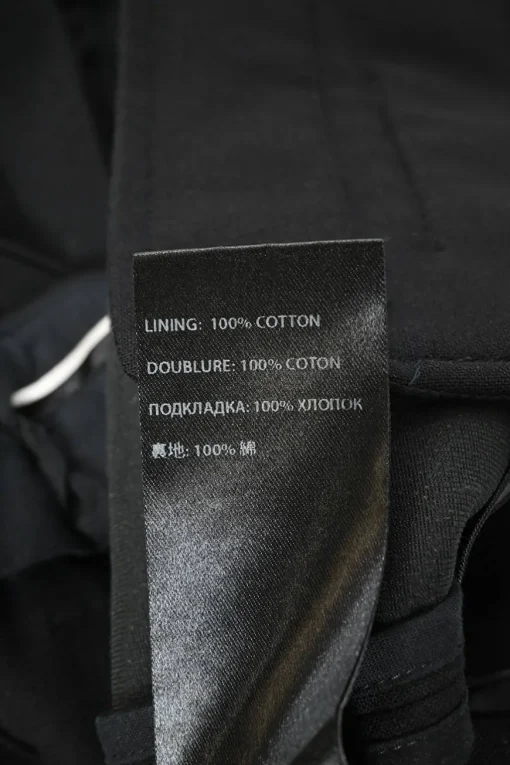 LINING: 100% COTTON
DOUBLURE: 100% COTON
ПОДКЛАДКА: 100% ХЛОПОК
裏地: 100% 綿